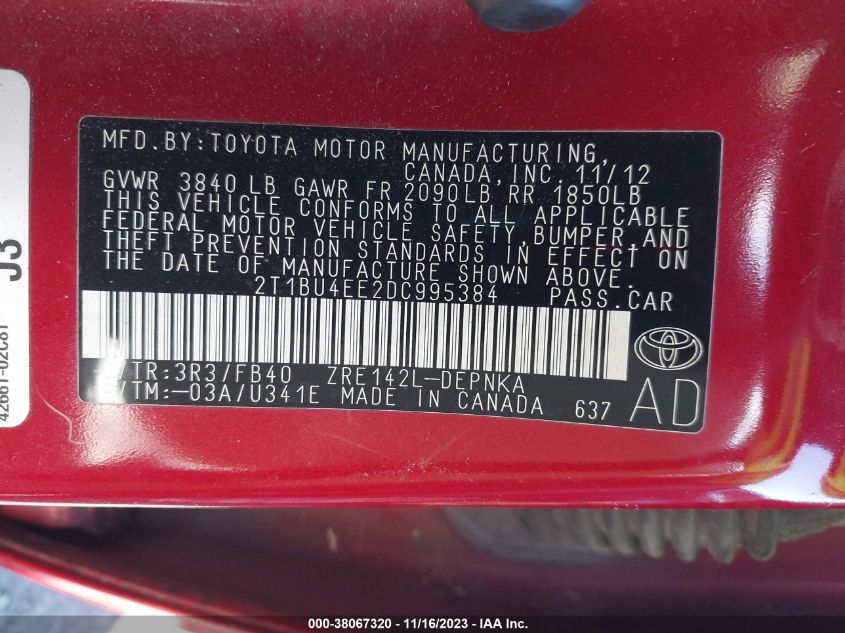 MFD. BY: TOYOTA MOTOR MANUFACTURING,
CANADA, INC. 11/12
GVWR 3840 LB GAWR FR 2090LB RR 1850LB
THIS VEHICLE CONFORMS TO ALL APPLICABLE
FEDERAL MOTOR VEHICLE SAFETY, BUMPER, AND
THEFT PREVENTION STANDARDS IN EFFECT ON
THE DATE OF MANUFACTURE SHOWN ABOVE.
2T1BU4EE2DC995384 PASS. CAR
C/TR: 3R3/FB40 ZRE142L-DEPNKA
A/TM: -03A/U341E MADE IN CANADA 637
AD
42661-02C81
J3
000-38067320 - 11/16/2023 - IAA Inc.